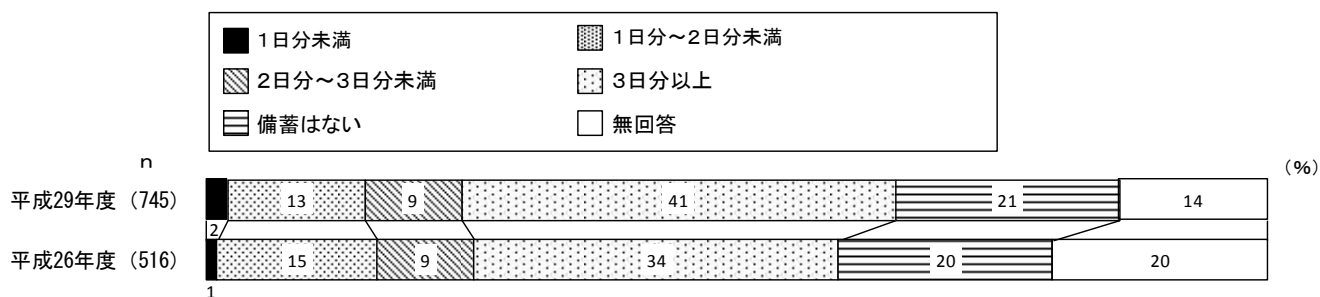 1日分未満 1日分~2日分未満
2日分~3日分未満 3日分以上
備蓄はない 無回答
n
(%)
平成29年度 (745) 13 9 41 21 14
2
平成26年度 (516) 15 9 34 20 20
1